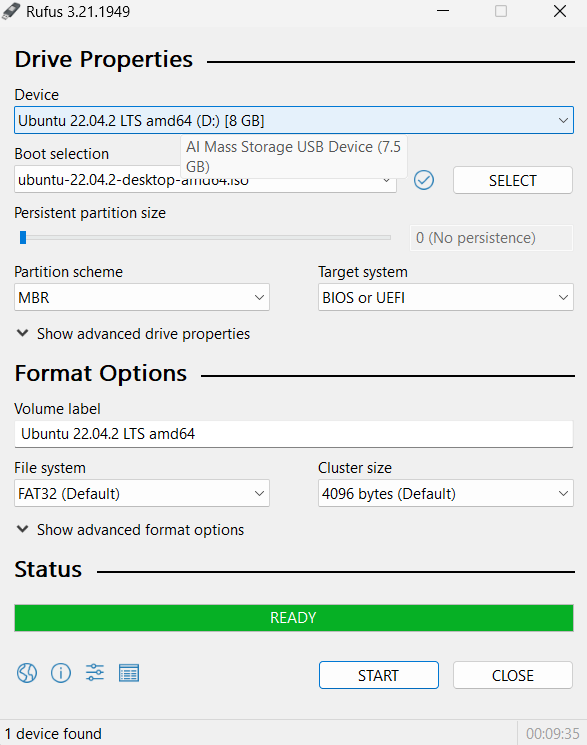 Rufus 3.21.1949
Drive Properties
Device
Ubuntu 22.04.2 LTS amd64 (D:) [8 GB]
AI Mass Storage USB Device (7.5
GB)
Boot selection
ubuntu-22.04.2-desktop-amd64.iso
SELECT
Persistent partition size
0 (No persistence)
Partition scheme
Target system
MBR
BIOS or UEFI
Show advanced drive properties
Format Options
Volume label
Ubuntu 22.04.2 LTS amd64
File system
Cluster size
FAT32 (Default)
4096 bytes (Default)
Show advanced format options
Status
READY
START
CLOSE
1 device found
00:09:35